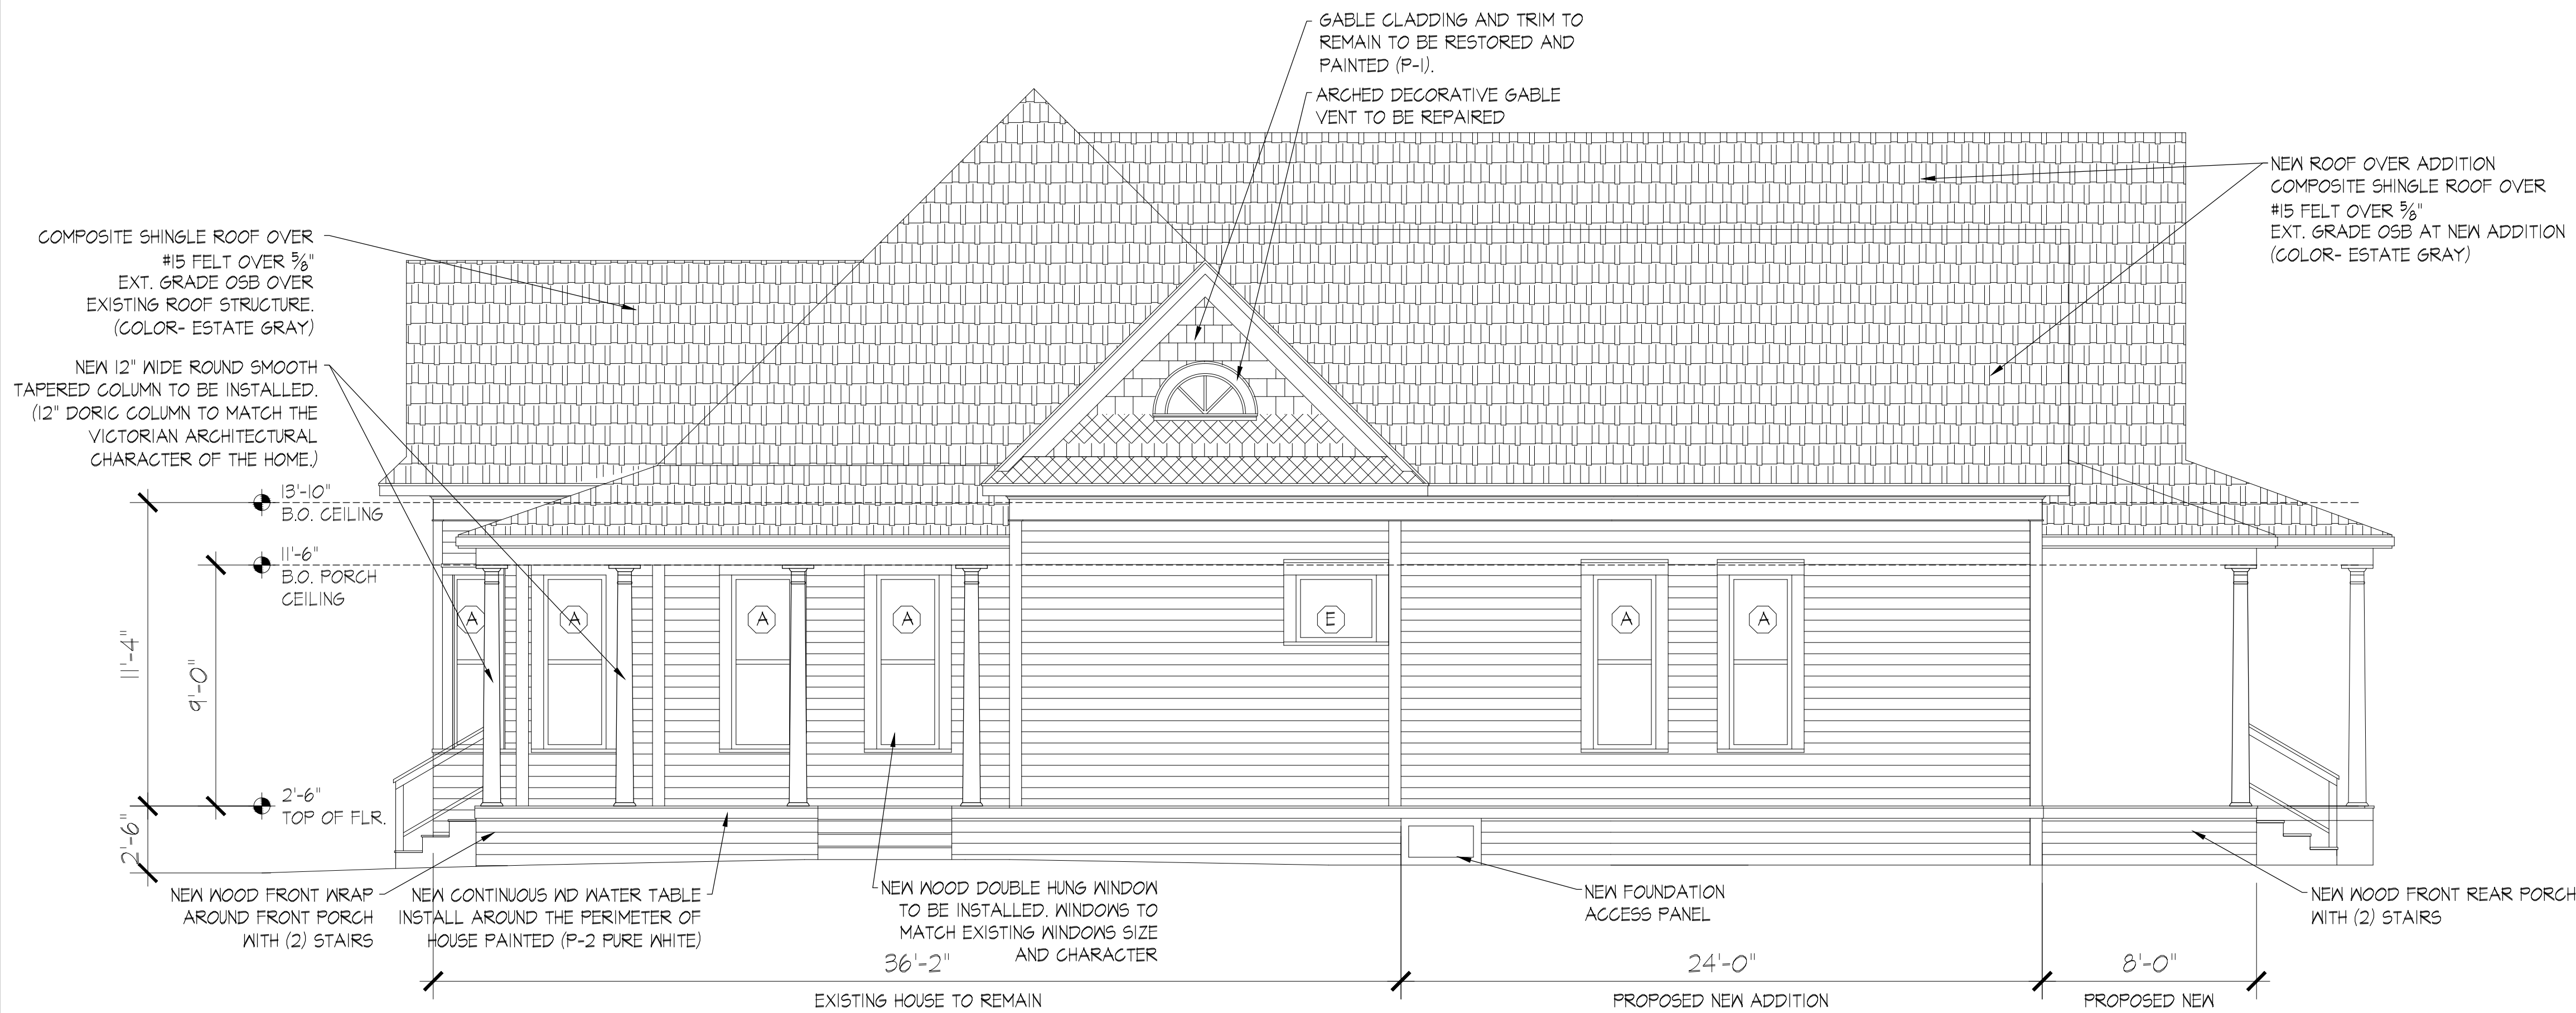 GABLE CLADDING AND TRIM TO
REMAIN TO BE RESTORED AND
PAINTED (P-1).
ARCHED DECORATIVE GABLE
VENT TO BE REPAIRED
NEW ROOF OVER ADDITION
COMPOSITE SHINGLE ROOF OVER
#15 FELT OVER 5/8"
EXT. GRADE OSB AT NEW ADDITION
(COLOR- ESTATE GRAY)
COMPOSITE SHINGLE ROOF OVER
#15 FELT OVER 5/8"
EXT. GRADE OSB OVER
EXISTING ROOF STRUCTURE.
(COLOR- ESTATE GRAY)
NEW 12" WIDE ROUND SMOOTH
TAPERED COLUMN TO BE INSTALLED.
(12" DORIC COLUMN TO MATCH THE
VICTORIAN ARCHITECTURAL
CHARACTER OF THE HOME.)
13'-10"
B.O. CEILING
11'-6"
B.O. PORCH
CEILING
A
A
A
A
E
A
A
11'-4"
9'-0"
2'-6"
TOP OF FLR.
2'-6"
NEW WOOD FRONT WRAP
AROUND FRONT PORCH
WITH (2) STAIRS
NEW CONTINUOUS WD WATER TABLE
INSTALL AROUND THE PERIMETER OF
HOUSE PAINTED (P-2 PURE WHITE)
NEW WOOD DOUBLE HUNG WINDOW
TO BE INSTALLED. WINDOWS TO
MATCH EXISTING WINDOWS SIZE
AND CHARACTER
NEW FOUNDATION
ACCESS PANEL
NEW WOOD FRONT REAR PORCH
WITH (2) STAIRS
36'-2"
EXISTING HOUSE TO REMAIN
24'-0"
PROPOSED NEW ADDITION
8'-0"
PROPOSED NEW